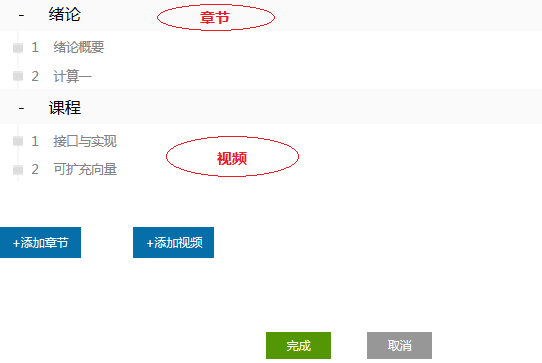 - 绪论 章节
1 绪论概要
2 计算一
- 课程
1 接口与实现
视频
2 可扩充向量
+添加章节 +添加视频
完成 取消